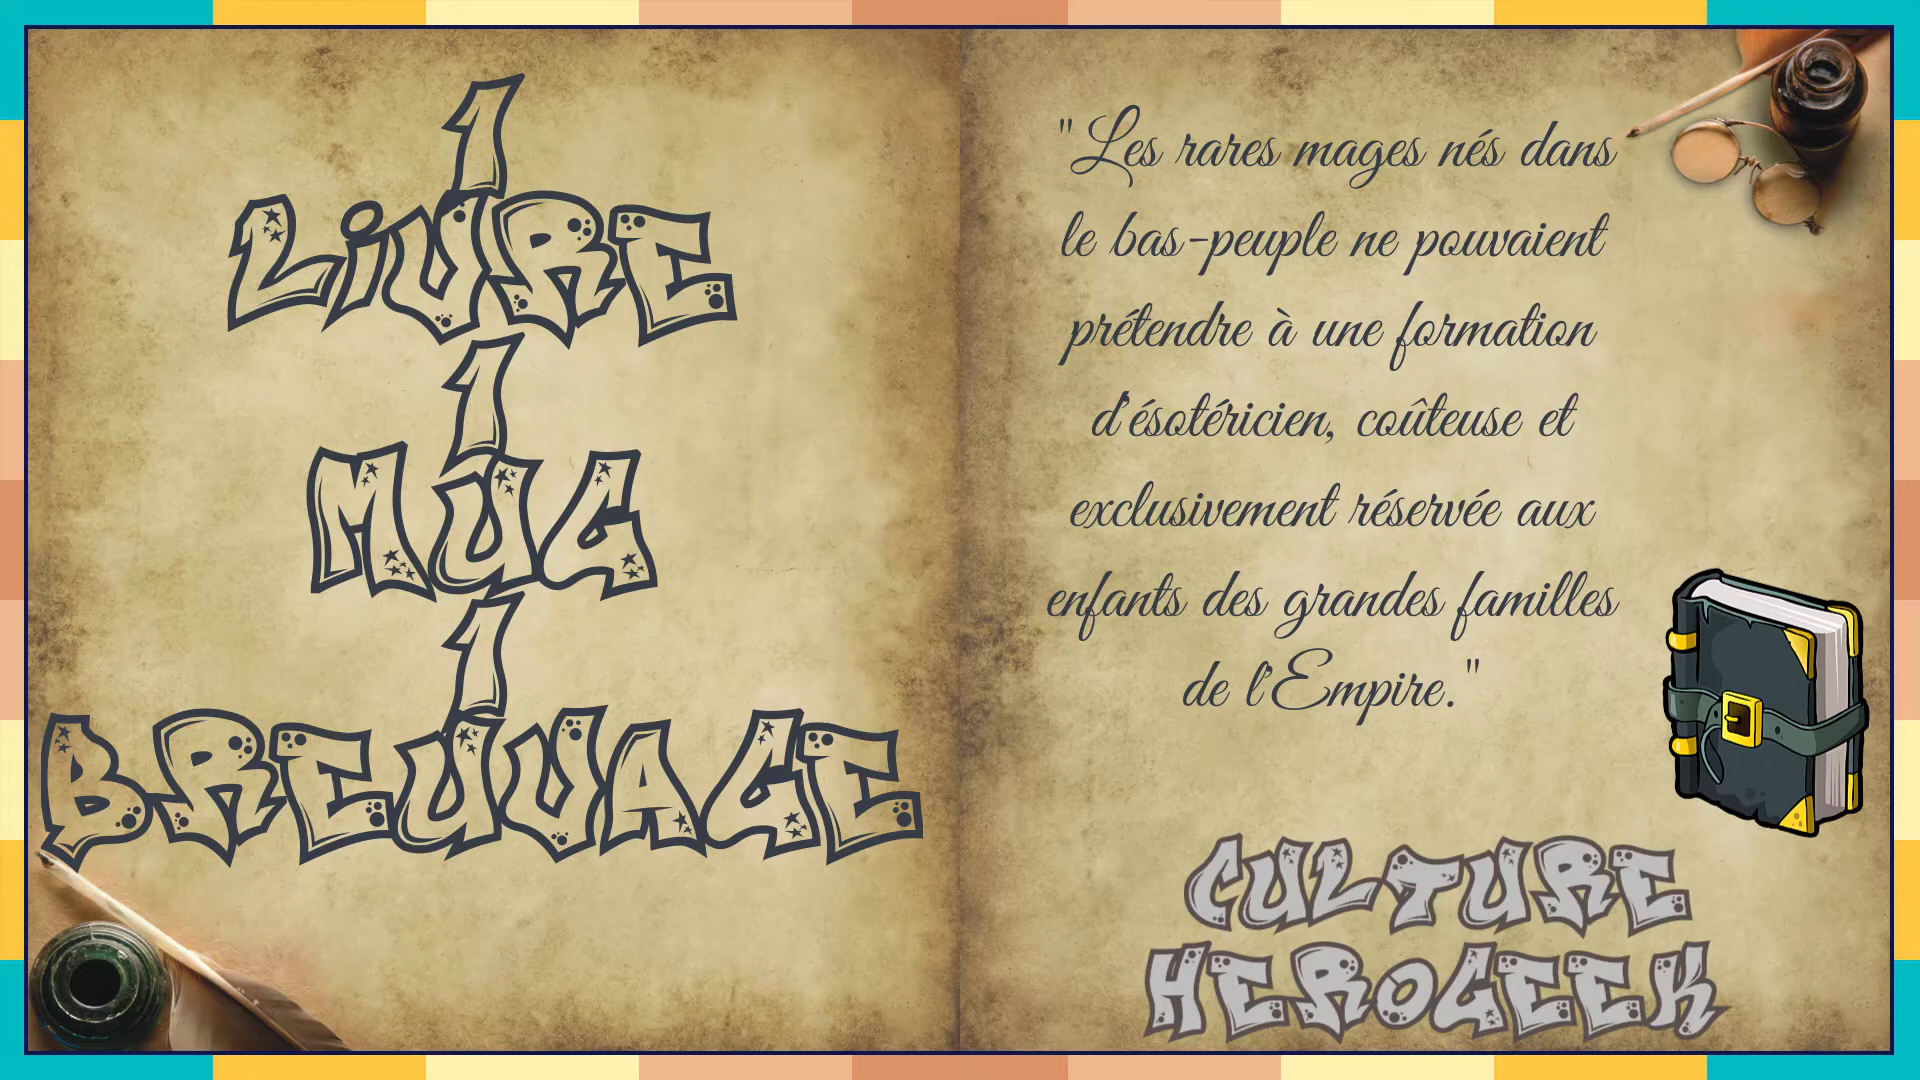 1
LiVRE
1
MUG
1
BREUVAGE
"Les rares mages nés dans
le bas-peuple ne pouvaient
prétendre à une formation
d'ésotéricien, coûteuse et
exclusivement réservée aux
enfants des grandes familles
de l'Empire."
CULTURE
HEROGEEK